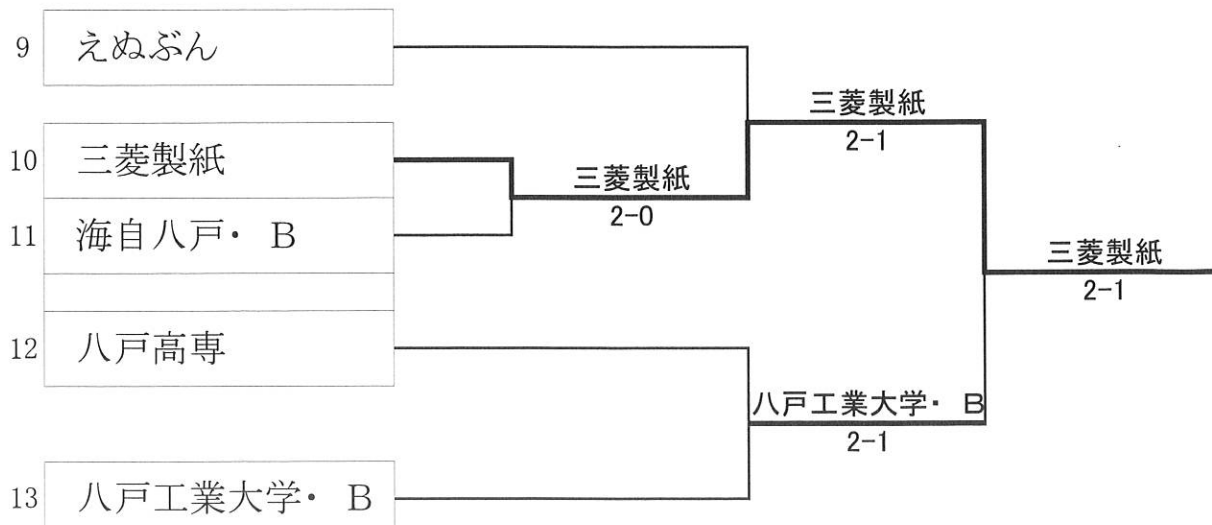 9 えぬぶん
三菱製紙
2-1
10 三菱製紙
三菱製紙
2-0
11 海自八戸・ B
三菱製紙
2-1
12 八戸高専
八戸工業大学・ B
2-1
13 八戸工業大学・ B